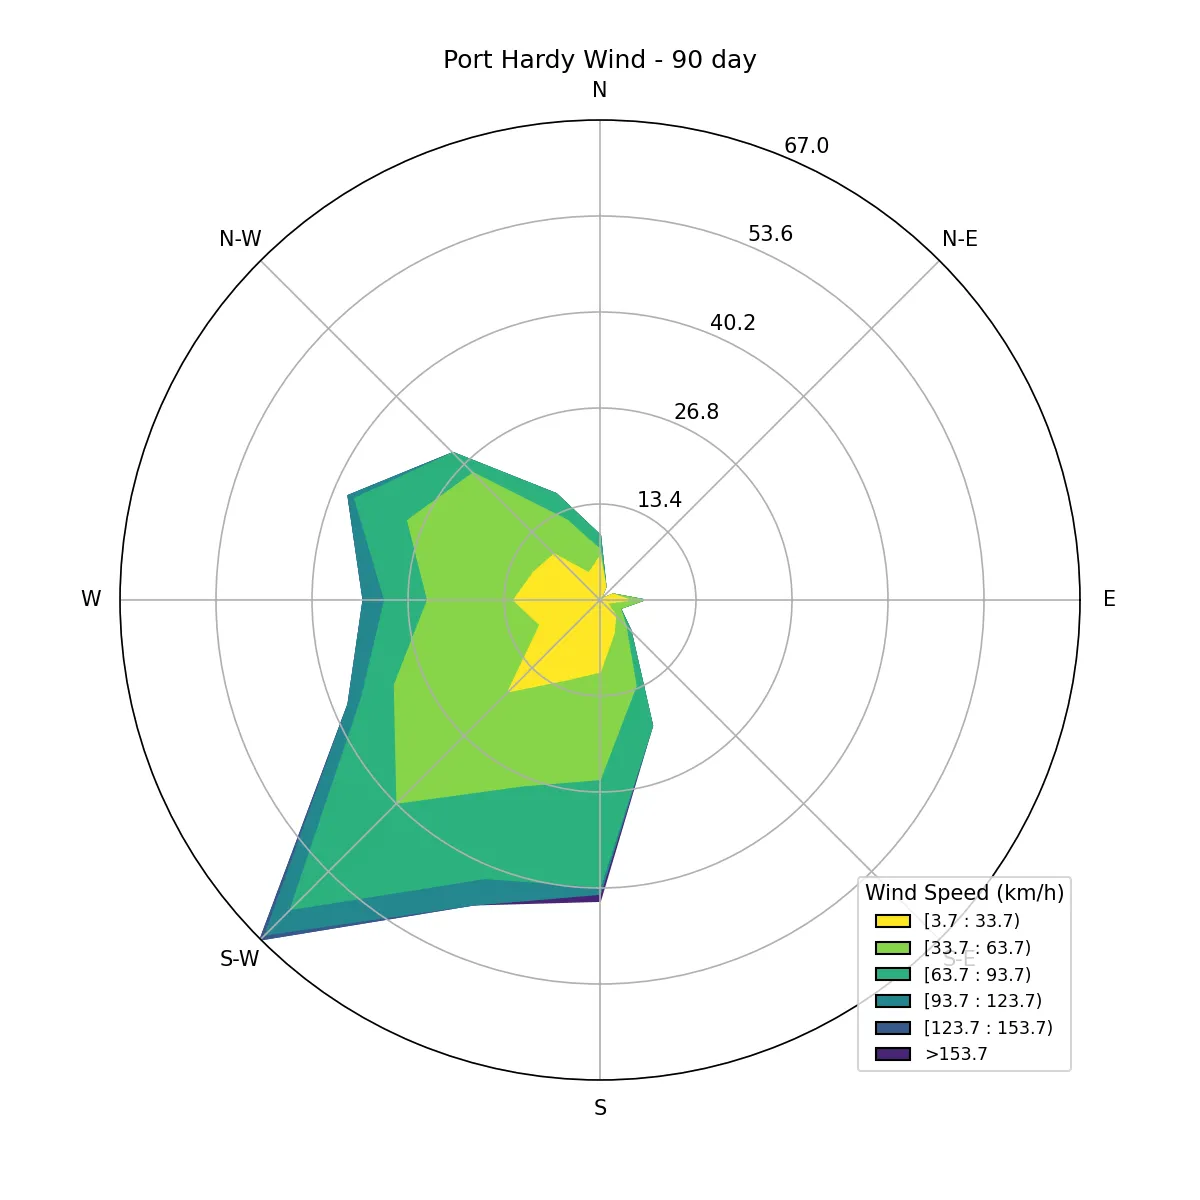 Port Hardy Wind - 90 day
N
67.0
53.6
N-W
N-E
40.2
26.8
13.4
W
E
Wind Speed (km/h)
[3.7 : 33.7)
[33.7 : 63.7)
S-W
S-E
[63.7 : 93.7)
[93.7 : 123.7)
[123.7 : 153.7)
>153.7
S